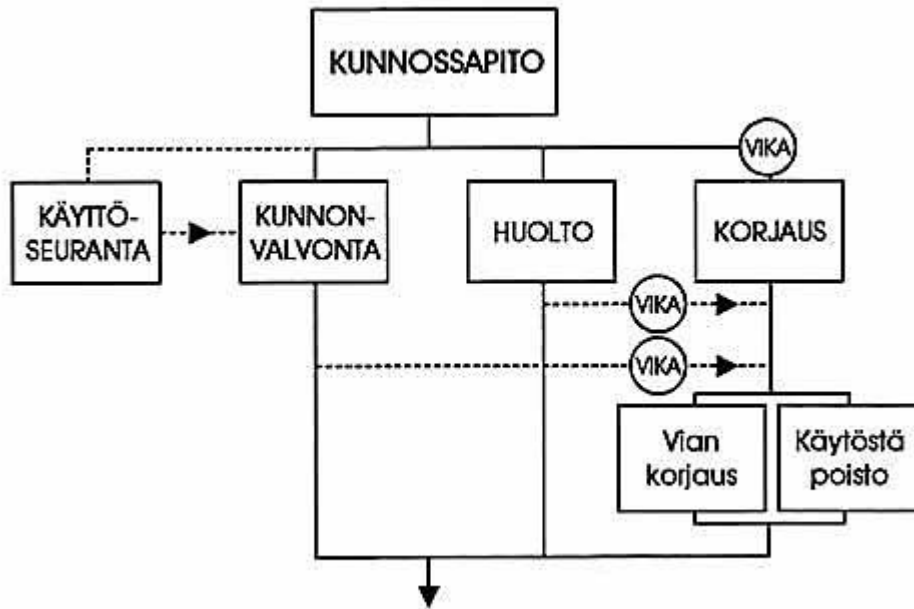 KUNNOSSAPITO
VIKA
KÄYTTÖ-
SEURANTA
KUNNON-
VALVONTA
HUOLTO
KORJAUS
VIKA
VIKA
Vian
korjaus
Käytöstä
poisto